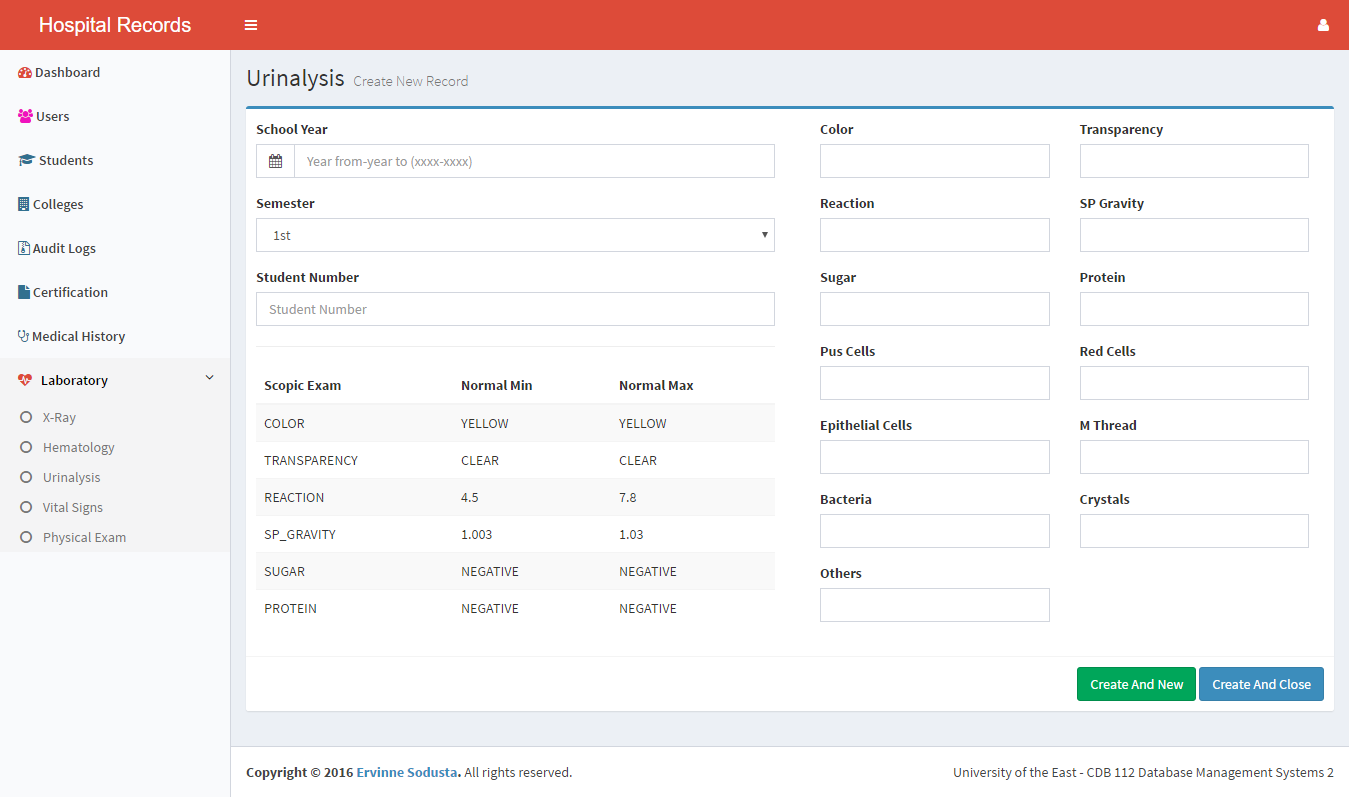 Hospital Records
Dashboard
Users
Students
Colleges
Audit Logs
Certification
Medical History
Laboratory
X-Ray
Hematology
Urinalysis
Vital Signs
Physical Exam
Urinalysis Create New Record
School Year
Year from-year to (xxxx-xxxx)
Semester
1st
Student Number
Student Number
Scopic Exam Normal Min Normal Max
COLOR YELLOW YELLOW
TRANSPARENCY CLEAR CLEAR
REACTION 4.5 7.8
SP_GRAVITY 1.003 1.03
SUGAR NEGATIVE NEGATIVE
PROTEIN NEGATIVE NEGATIVE
Color Transparency
Reaction SP Gravity
Sugar Protein
Pus Cells Red Cells
Epithelial Cells M Thread
Bacteria Crystals
Others
Create And New Create And Close
Copyright © 2016 Ervinne Sodusta. All rights reserved. University of the East - CDB 112 Database Management Systems 2